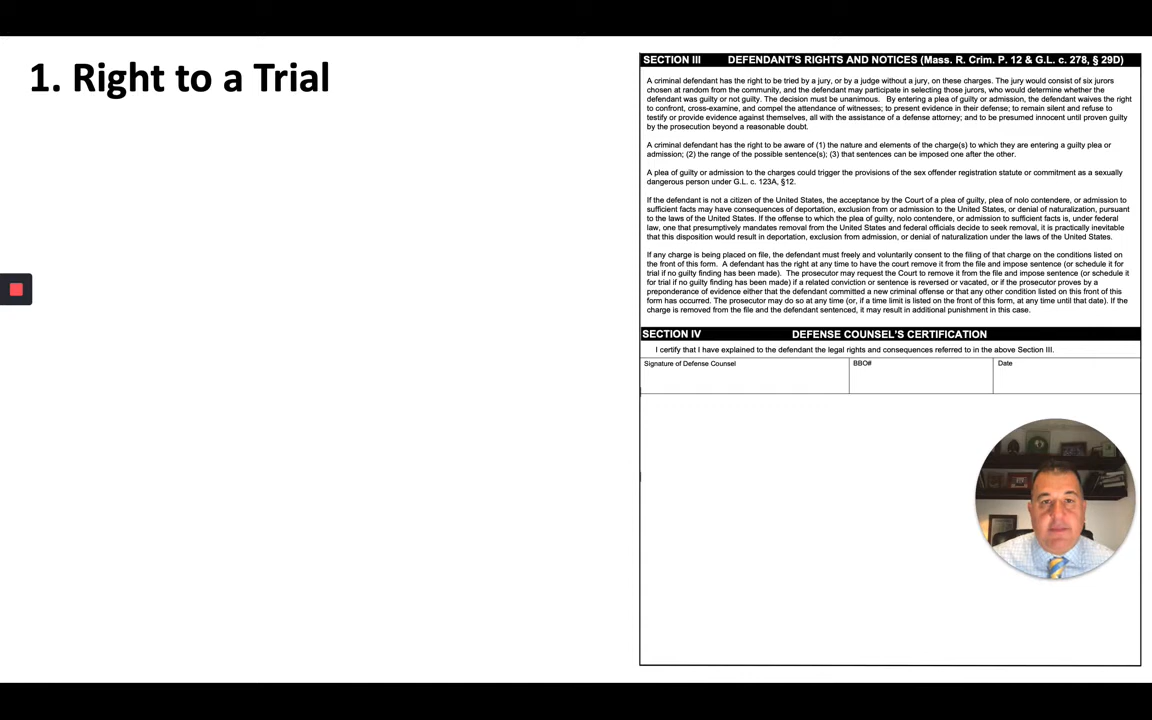 1. Right to a Trial
SECTION III DEFENDANT'S RIGHTS AND NOTICES (Mass. R. Crim. P. 12 & G.L. c. 278, § 29D)
A criminal defendant has the right to be tried by a jury, or by a judge without a jury, on these charges. The jury would consist of six jurors
chosen at random from the community, and the defendant may participate in selecting those jurors, who would determine whether the
defendant was guilty or not guilty. The decision must be unanimous. By entering a plea of guilty or admission, the defendant waives the right
to confront, cross-examine, and compel the attendance of witnesses; to present evidence in their defense; to remain silent and refuse to
testify or provide evidence against themselves, all with the assistance of a defense attorney; and to be presumed innocent until proven guilty
by the prosecution beyond a reasonable doubt.
A criminal defendant has the right to be aware of (1) the nature and elements of the charge(s) to which they are entering a guilty plea or
admission; (2) the range of the possible sentence(s); (3) that sentences can be imposed one after the other.
A plea of guilty or admission to the charges could trigger the provisions of the sex offender registration statute or commitment as a sexually
dangerous person under G.L. c. 123A, §12.
If the defendant is not a citizen of the United States, the acceptance by the Court of a plea of guilty, plea of nolo contendere, or admission to
sufficient facts may have consequences of deportation, exclusion from or admission to the United States, or denial of naturalization, pursuant
to the laws of the United States. If the offense to which the plea of guilty, nolo contendere, or admission to sufficient facts is, under federal
law, one that presumptively mandates removal from the United States and federal officials decide to seek removal, it is practically inevitable
that this disposition would result in deportation, exclusion from admission, or denial of naturalization under the laws of the United States.
If any charge is being placed on file, the defendant must freely and voluntarily consent to the filing of that charge on the conditions listed on
the front of this form. A defendant has the right at any time to have the court remove it from the file and impose sentence (or schedule it for
trial if no guilty finding has been made). The prosecutor may request the Court to remove it from the file and impose sentence (or schedule it
for trial if no guilty finding has been made) if a related conviction or sentence is reversed or vacated, or if the prosecutor proves by a
preponderance of evidence either that the defendant committed a new criminal offense or that any other condition listed on this front of this
form has occurred. The prosecutor may do so at any time (or, if a time limit is listed on the front of this form, at any time until that date). If the
charge is removed from the file and the defendant sentenced, it may result in additional punishment in this case.
SECTION IV DEFENSE COUNSEL'S CERTIFICATION
I certify that I have explained to the defendant the legal rights and consequences referred to in the above Section III.
Signature of Defense Counsel BBO# Date